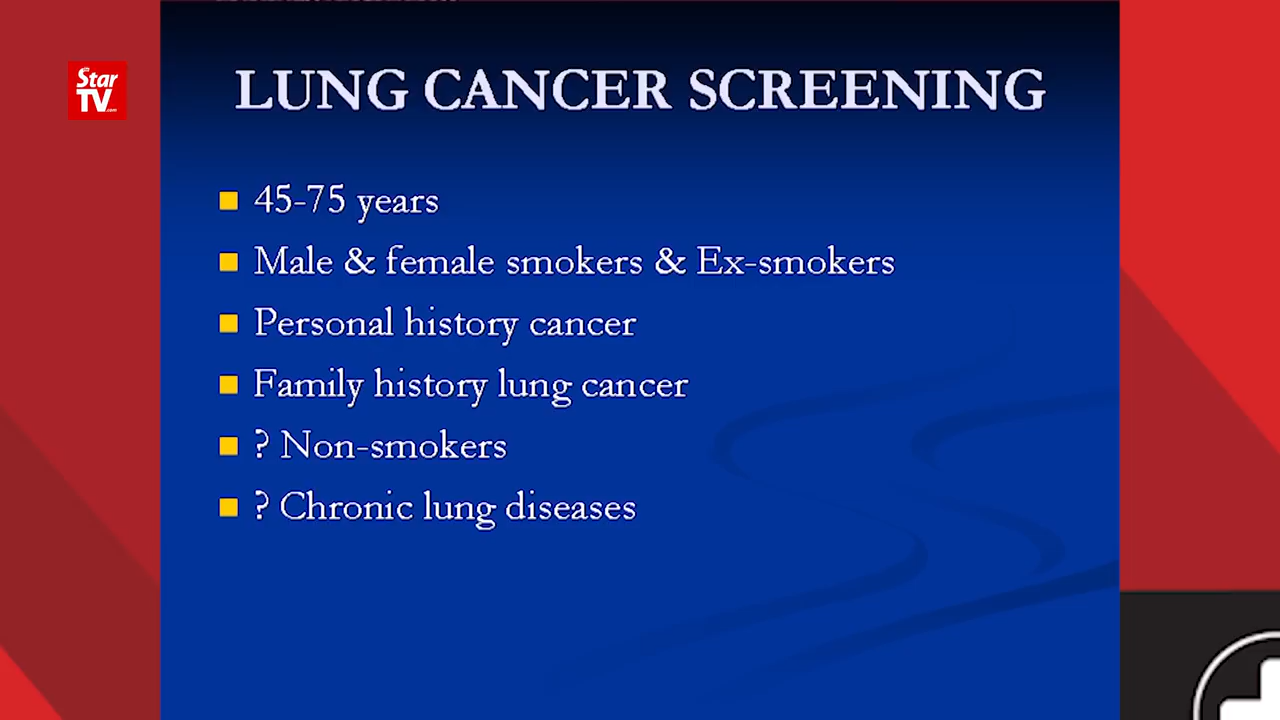 Star
TV.com
LUNG CANCER SCREENING
45-75 years
Male & female smokers & Ex-smokers
Personal history cancer
Family history lung cancer
? Non-smokers
? Chronic lung diseases